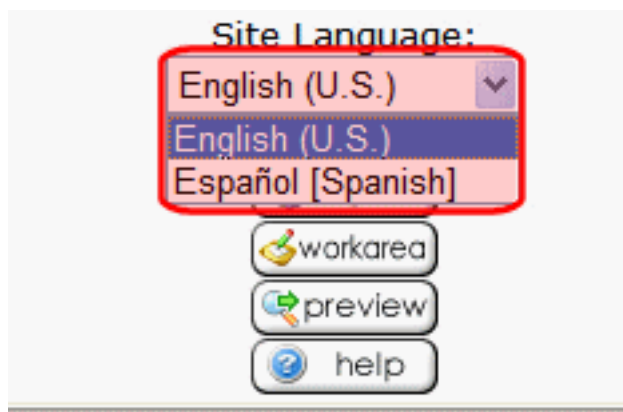 Site Language:
English (U.S.)
English (U.S.)
Español [Spanish]
workarea
preview
help